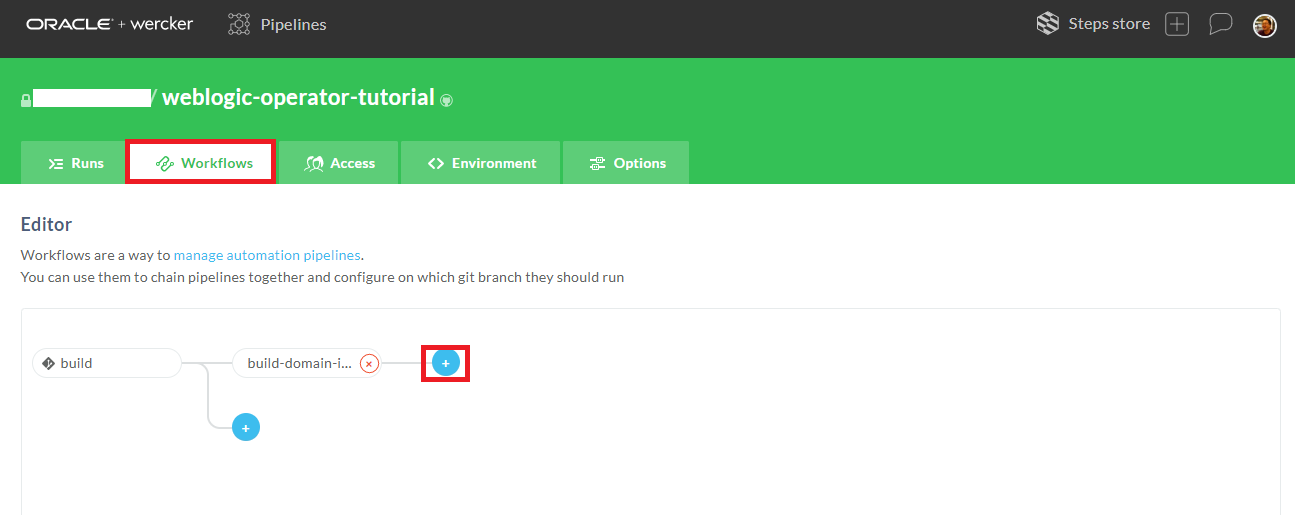 ORACLE + wercker Pipelines Steps store
/ weblogic-operator-tutorial
Runs Workflows Access Environment Options
Editor
Workflows are a way to manage automation pipelines.
You can use them to chain pipelines together and configure on which git branch they should run
build build-domain-i...